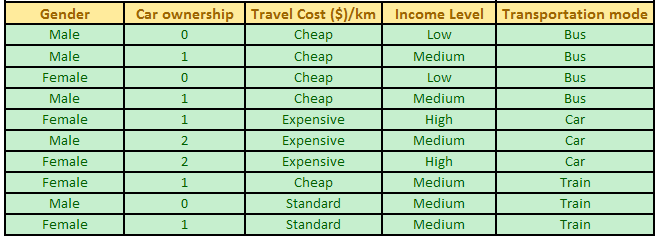 Gender Car ownership Travel Cost ($)/km Income Level Transportation mode
Male 0 Cheap Low Bus
Male 1 Cheap Medium Bus
Female 0 Cheap Low Bus
Male 1 Cheap Medium Bus
Female 1 Expensive High Car
Male 2 Expensive Medium Car
Female 2 Expensive High Car
Female 1 Cheap Medium Train
Male 0 Standard Medium Train
Female 1 Standard Medium Train